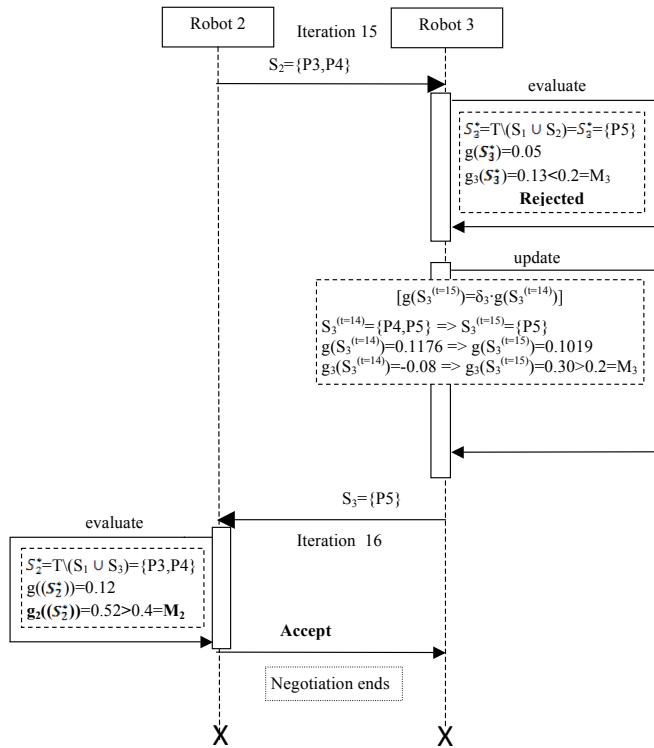 Robot 2
Iteration 15
Robot 3
S₂={P3,P4}
evaluate
S₃*=T\(S₁ ∪ S₂)=S₃*={P5}
g(S₃*)=0.05
g₃(S₃*)=0.13<0.2=M₃
Rejected
update
[g(S₃⁽ᵗ⁼¹⁵⁾)=δ₃·g(S₃⁽ᵗ⁼¹⁴⁾)]
S₃⁽ᵗ⁼¹⁴⁾={P4,P5} => S₃⁽ᵗ⁼¹⁵⁾={P5}
g(S₃⁽ᵗ⁼¹⁴⁾)=0.1176 => g(S₃⁽ᵗ⁼¹⁵⁾)=0.1019
g₃(S₃⁽ᵗ⁼¹⁴⁾)=-0.08 => g₃(S₃⁽ᵗ⁼¹⁵⁾)=0.30>0.2=M₃
S₃={P5}
evaluate
Iteration 16
S₂*=T\(S₁ ∪ S₃)={P3,P4}
g((S₂*))=0.12
g₂((S₂*))=0.52>0.4=M₂
Accept
Negotiation ends
X X